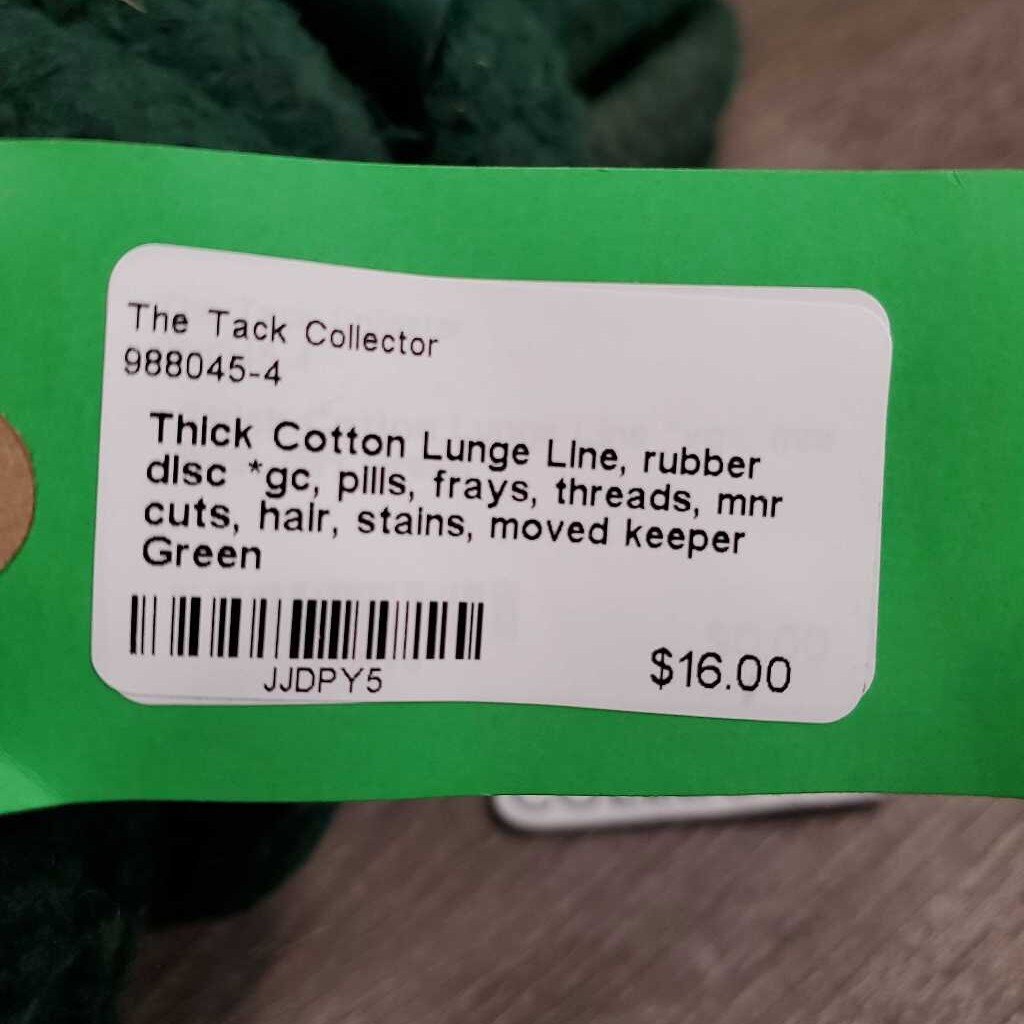 The Tack Collector
988045-4
Thick Cotton Lunge Line, rubber
disc *gc, pills, frays, threads, mnr
cuts, hair, stains, moved keeper
Green
JJDPY5
$16.00